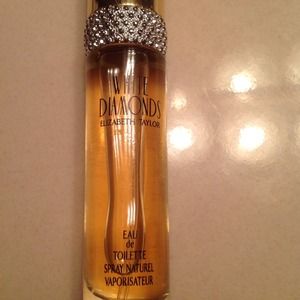 WHITE
DIAMONDS
ELIZABETH TAYLOR
EAU
de
TOILETTE
SPRAY NATUREL
VAPORISATEUR